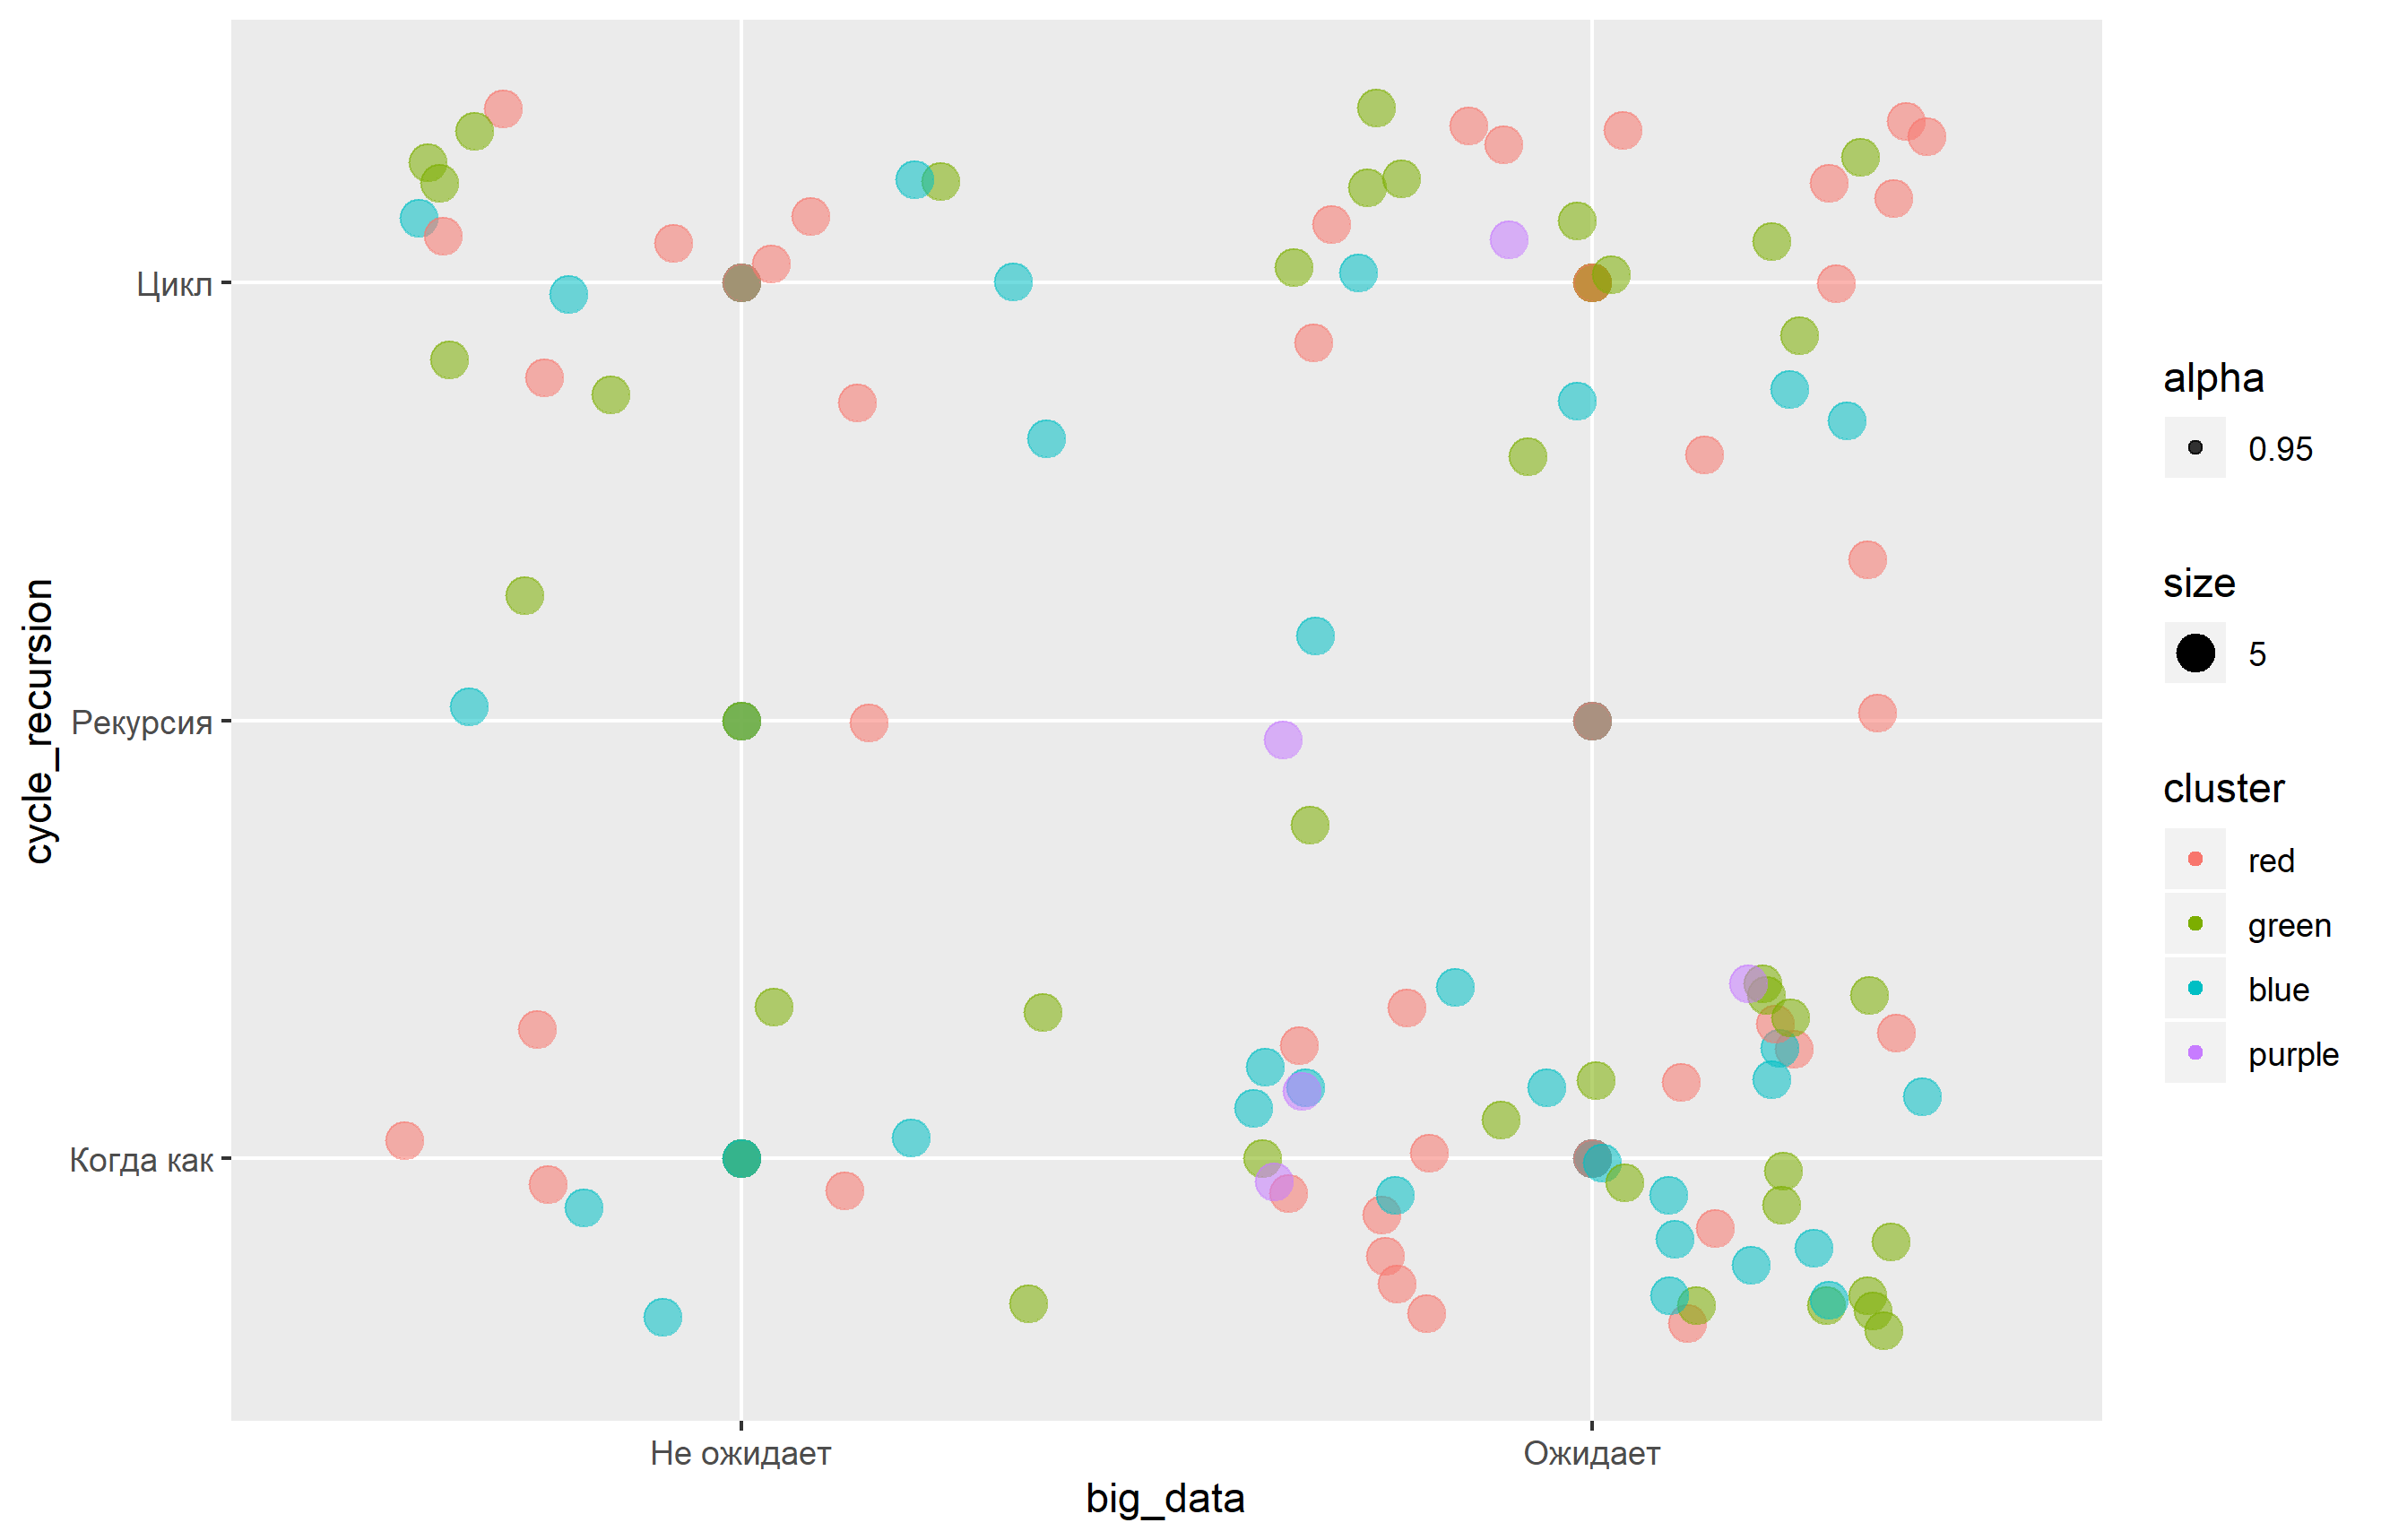 cycle_recursion
Цикл
Рекурсия
Когда как
Не ожидает
Ожидает
big_data
alpha
0.95
size
5
cluster
red
green
blue
purple